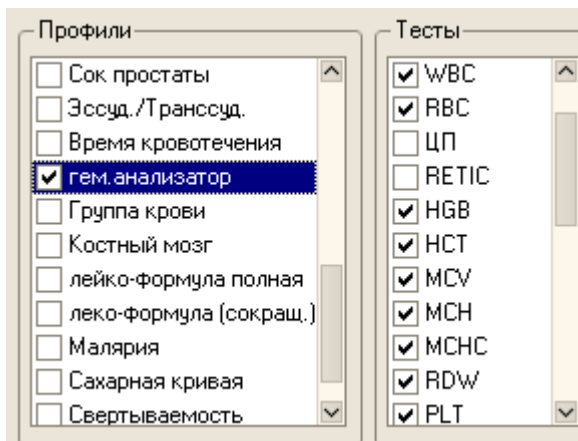 Профили
Сок простаты
Эссуд./Транссуд.
Время кровотечения
гем.анализатор
Группа крови
Костный мозг
лейко-формула полная
леко-формула (сокращ.)
Малярия
Сахарная кривая
Свертываемость
Тесты
WBC
RBC
ЦП
RETIC
HGB
HCT
MCV
MCH
MCHC
RDW
PLT